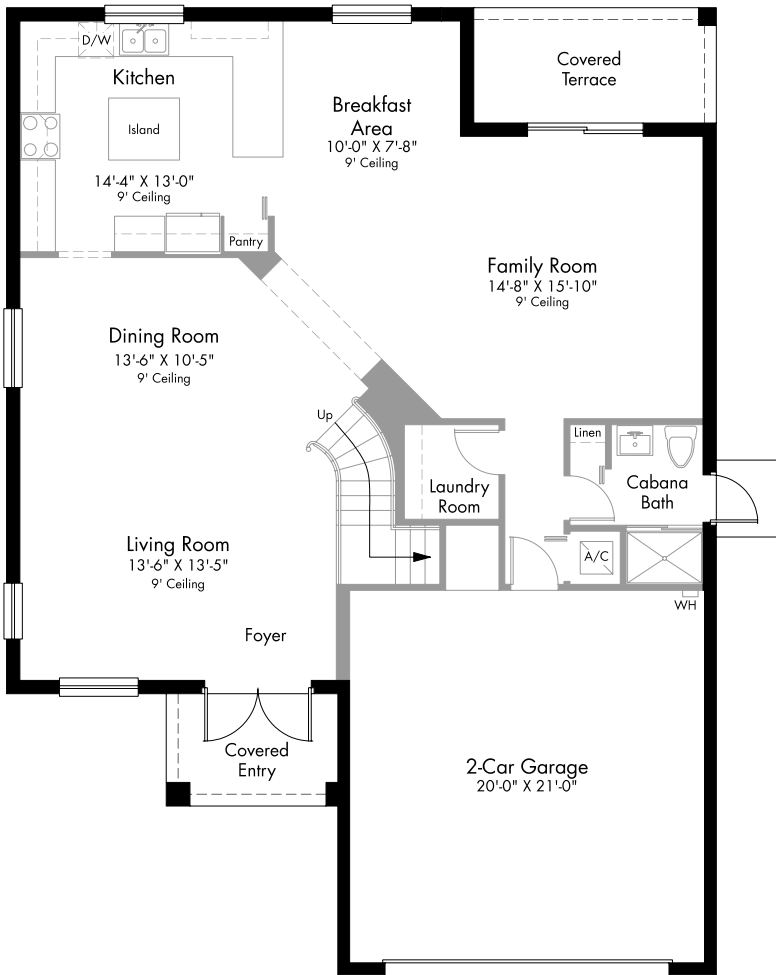 D/W
Kitchen
Island
14'-4" X 13'-0"
9' Ceiling
Pantry
Breakfast
Area
10'-0" X 7'-8"
9' Ceiling
Covered
Terrace
Family Room
14'-8" X 15'-10"
9' Ceiling
Dining Room
13'-6" X 10'-5"
9' Ceiling
Up
Linen
Laundry
Room
Cabana
Bath
Living Room
13'-6" X 13'-5"
9' Ceiling
A/C
WH
Foyer
Covered
Entry
2-Car Garage
20'-0" X 21'-0"